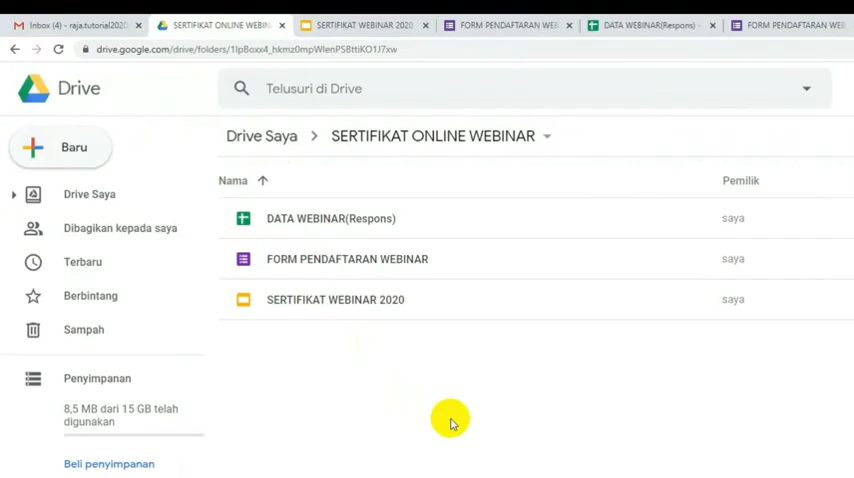 Inbox (4) - raja.tutorial2020
SERTIFIKAT ONLINE WEBIN
SERTIFIKAT WEBINAR 2020
FORM PENDAFTARAN WE
DATA WEBINAR(Respons) -
FORM PENDAFTARAN WEB
drive.google.com/drive/folders/1lpBoxx4_hkmz0mpWlenPSBttiKO1J7xw
Drive
Telusuri di Drive
Baru
Drive Saya > SERTIFIKAT ONLINE WEBINAR
Nama
Pemilik
Drive Saya
Dibagikan kepada saya
Terbaru
Berbintang
Sampah
Penyimpanan
8,5 MB dari 15 GB telah
digunakan
Beli penyimpanan
DATA WEBINAR(Respons)
saya
FORM PENDAFTARAN WEBINAR
saya
SERTIFIKAT WEBINAR 2020
saya